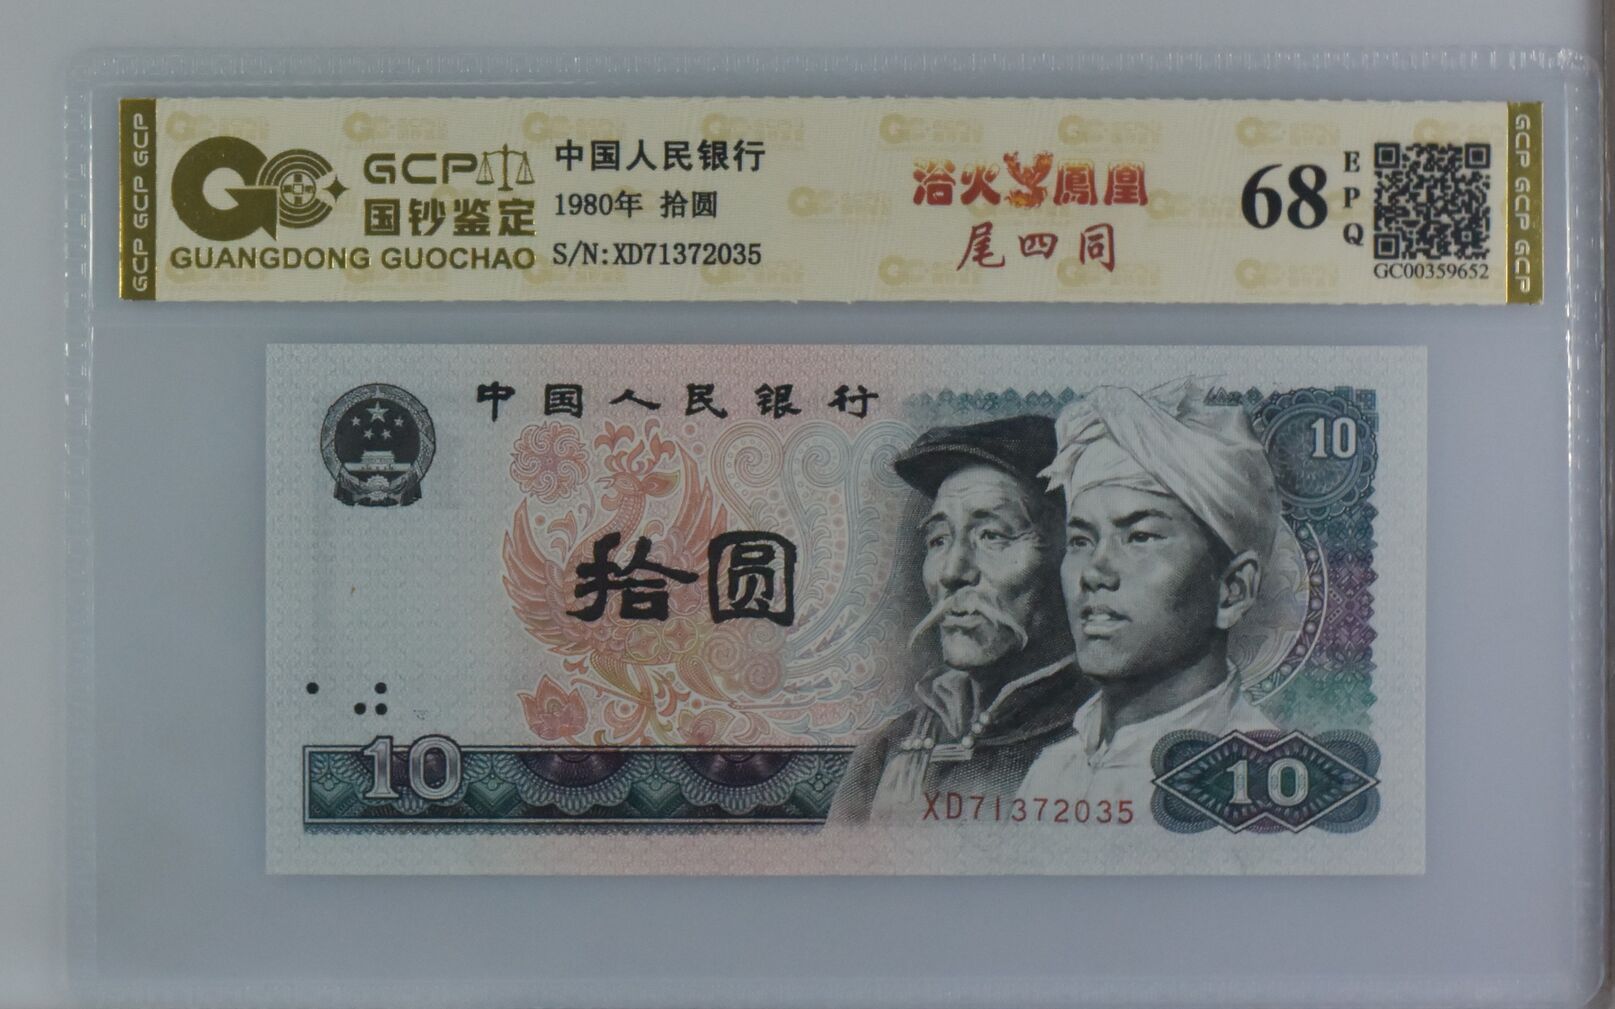 GCP GCP GCP
GCP
国钞鉴定
GUANGDONG GUOCHAO
中国人民银行
1980年 拾圆
S/N:XD71372035
浴火鳳凰
尾四同
68
EPQ
GC00359652
GCP GCP GCP
中国人民银行
10
拾圆
10
XD71372035
10